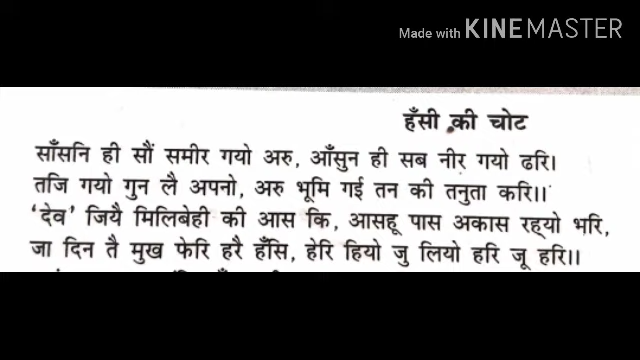 Made with KINEMASTER
हँसी की चोट
साँसनि ही सौं समीर गयो अरु, आँसुन ही सब नीर गयो ढरि।
तजि गयो गुन लै अपनो, अरु भूमि गई तन की तनुता करि।।
'देव' जियै मिलिबेही की आस कि, आसहू पास अकास रह्यो भरि,
जा दिन तै मुख फेरि हरै हँसि, हेरि हियो जु लियो हरि जू हरि।।